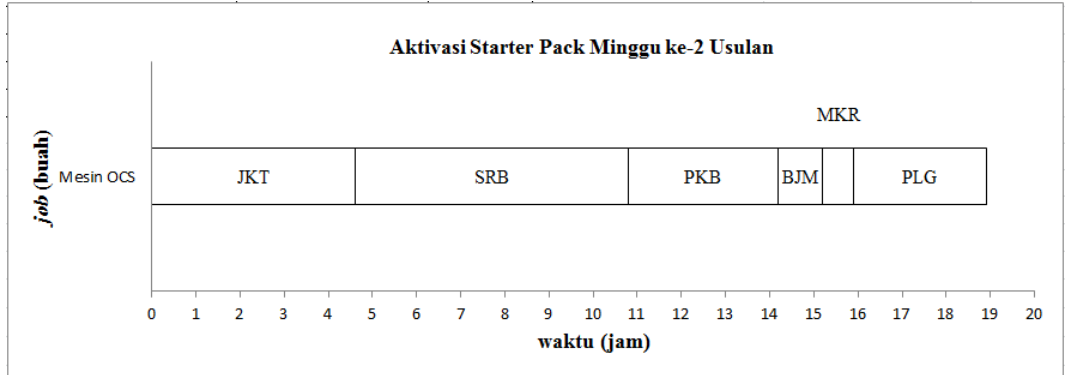 Aktivasi Starter Pack Minggu ke-2 Usulan
MKR
job (buah)
Mesin OCS
JKT
SRB
PKB
BJM
PLG
0 1 2 3 4 5 6 7 8 9 10 11 12 13 14 15 16 17 18 19 20
waktu (jam)